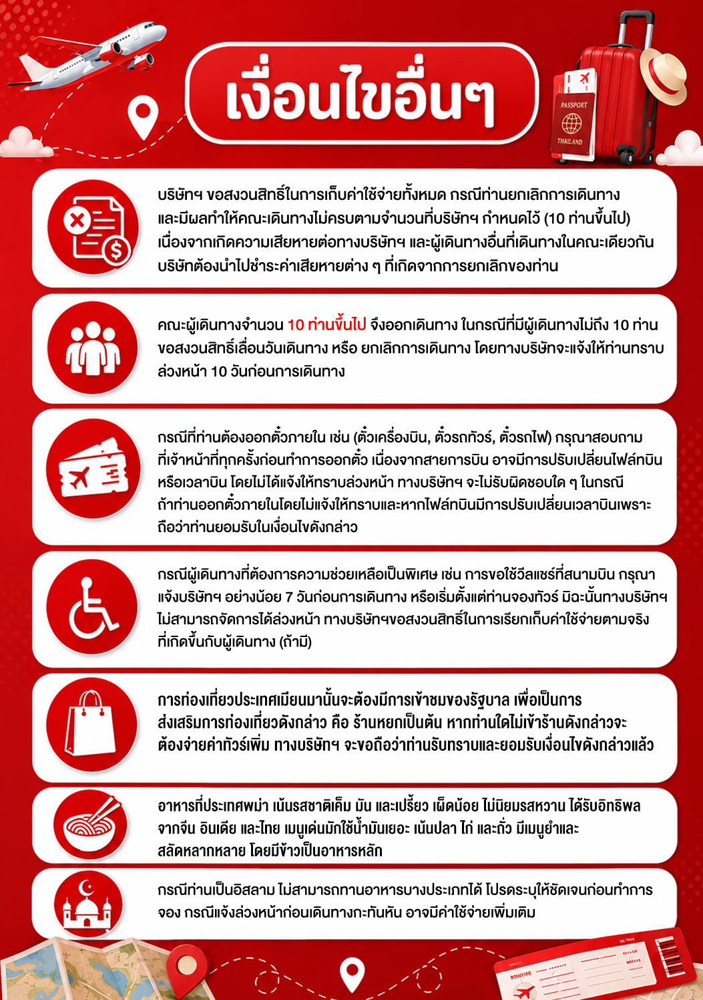 เงื่อนไขอื่นๆ
PASSPORT
THAILAND
บริษัทฯ ขอสงวนสิทธิ์ในการเก็บค่าใช้จ่ายทั้งหมด กรณีท่านยกเลิกการเดินทาง
และมีผลทำให้คณะเดินทางไม่ครบตามจำนวนที่บริษัทฯ กำหนดไว้ (10 ท่านขึ้นไป)
เนื่องจากเกิดความเสียหายต่อทางบริษัทฯ และผู้เดินทางอื่นที่เดินทางในคณะเดียวกัน
บริษัทต้องนำไปชำระค่าเสียหายต่าง ๆ ที่เกิดจากการยกเลิกของท่าน
$
คณะผู้เดินทางจำนวน 10 ท่านขึ้นไป จึงออกเดินทาง ในกรณีที่มีผู้เดินทางไม่ถึง 10 ท่าน
ขอสงวนสิทธิ์เลื่อนวันเดินทาง หรือ ยกเลิกการเดินทาง โดยทางบริษัทจะแจ้งให้ท่านทราบ
ล่วงหน้า 10 วันก่อนการเดินทาง
กรณีที่ท่านต้องออกตั๋วภายใน เช่น (ตั๋วเครื่องบิน, ตั๋วรถทัวร์, ตั๋วรถไฟ) กรุณาสอบถาม
ที่เจ้าหน้าที่ทุกครั้งก่อนทำการออกตั๋ว เนื่องจากสายการบิน อาจมีการปรับเปลี่ยนไฟล์ทบิน
หรือเวลาบิน โดยไม่ได้แจ้งให้ทราบล่วงหน้า ทางบริษัทฯ จะไม่รับผิดชอบใด ๆ ในกรณี
ถ้าท่านออกตั๋วภายในโดยไม่แจ้งให้ทราบและหากไฟล์ทบินมีการปรับเปลี่ยนเวลาบินเพราะ
ถือว่าท่านยอมรับในเงื่อนไขดังกล่าว
กรณีผู้เดินทางที่ต้องการความช่วยเหลือเป็นพิเศษ เช่น การขอใช้วีลแชร์ที่สนามบิน กรุณา
แจ้งบริษัทฯ อย่างน้อย 7 วันก่อนการเดินทาง หรือเริ่มตั้งแต่ท่านจองทัวร์ มิฉะนั้นทางบริษัทฯ
ไม่สามารถจัดการได้ล่วงหน้า ทางบริษัทฯขอสงวนสิทธิ์ในการเรียกเก็บค่าใช้จ่ายตามจริง
ที่เกิดขึ้นกับผู้เดินทาง (ถ้ามี)
การท่องเที่ยวประเทศเมียนมานั้นจะต้องมีการเข้าชมของรัฐบาล เพื่อเป็นการ
ส่งเสริมการท่องเที่ยวดังกล่าว คือ ร้านหยกเป็นต้น หากท่านใดไม่เข้าร้านดังกล่าวจะ
ต้องจ่ายค่าทัวร์เพิ่ม ทางบริษัทฯ จะขอถือว่าท่านรับทราบและยอมรับเงื่อนไขดังกล่าวแล้ว
อาหารที่ประเทศพม่า เน้นรสชาติเค็ม มัน และเปรี้ยว เผ็ดน้อย ไม่นิยมรสหวาน ได้รับอิทธิพล
จากจีน อินเดีย และไทย เมนูเด่นมักใช้น้ำมันเยอะ เน้นปลา ไก่ และถั่ว มีเมนูยำและ
สลัดหลากหลาย โดยมีข้าวเป็นอาหารหลัก
กรณีท่านเป็นอิสลาม ไม่สามารถทานอาหารบางประเภทได้ โปรดระบุให้ชัดเจนก่อนทำการ
จอง กรณีแจ้งล่วงหน้าก่อนเดินทางกะทันหัน อาจมีค่าใช้จ่ายเพิ่มเติม